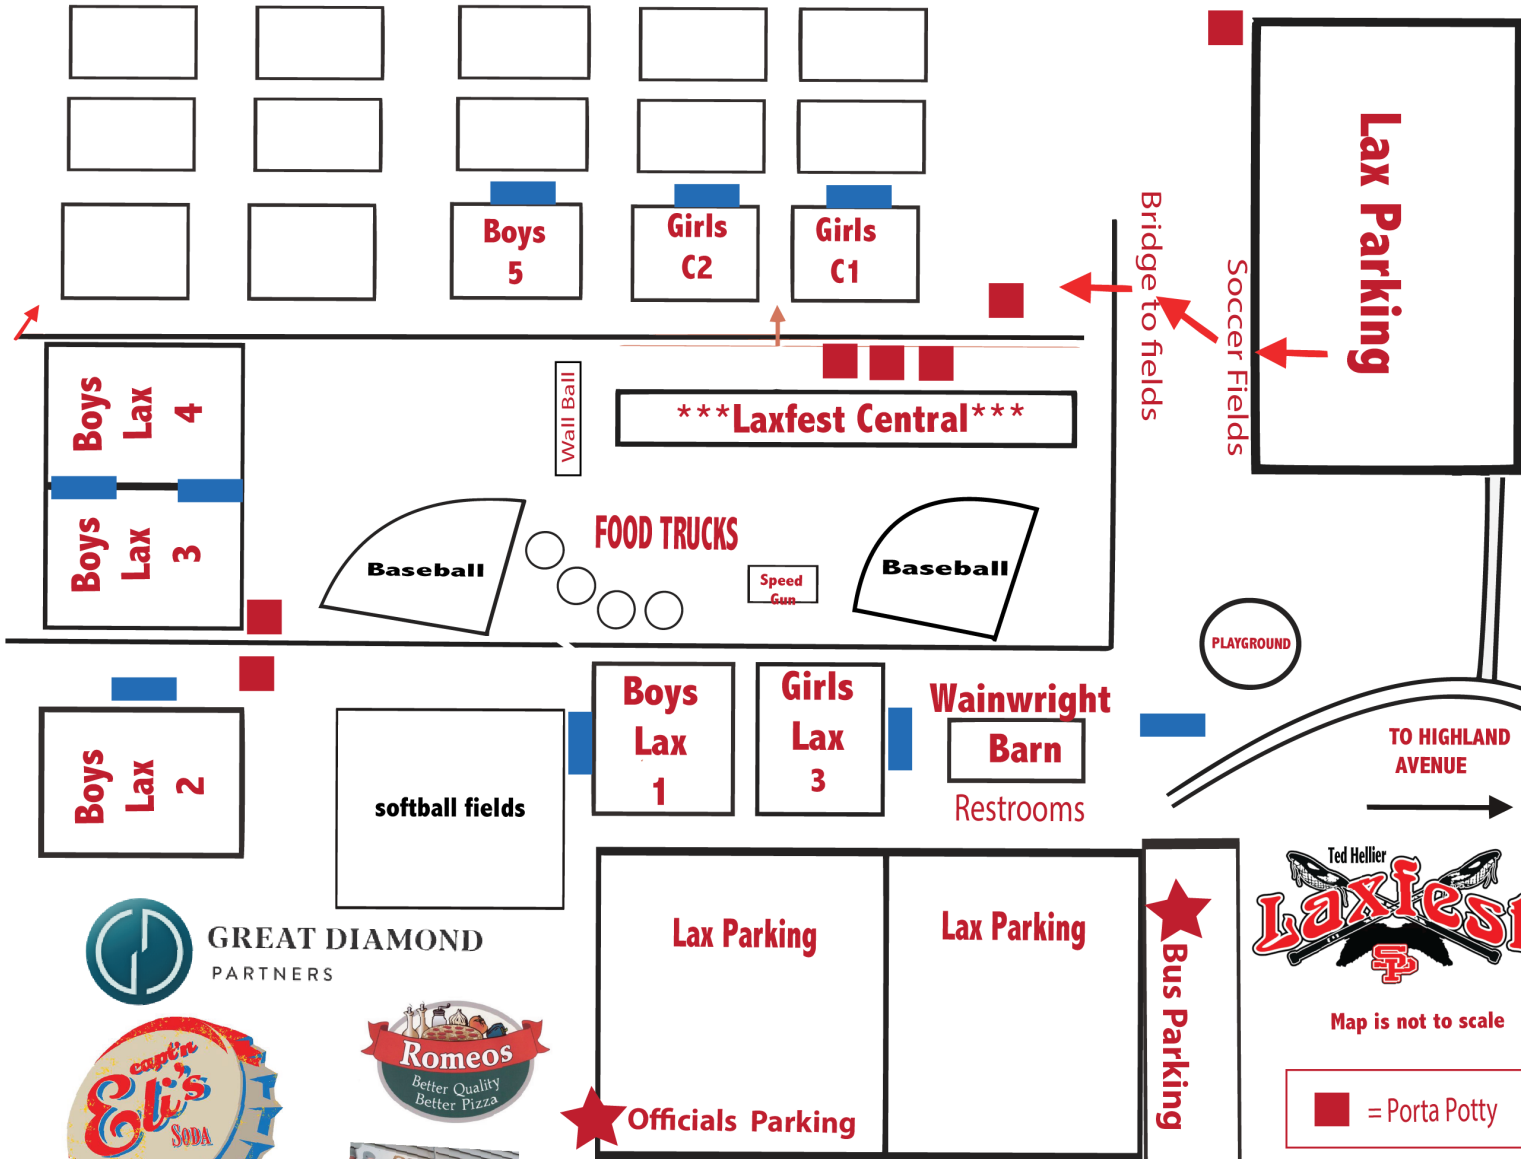 Boys
5
Girls
C2
Girls
C1
Bridge to fields
Soccer Fields
Lax Parking
Boys
Lax
4
Boys
Lax
3
Wall Ball
***Laxfest Central***
FOOD TRUCKS
Baseball
Speed
Gun
Baseball
PLAYGROUND
Boys
Lax
2
softball fields
Boys
Lax
1
Girls
Lax
3
Wainwright
Barn
Restrooms
TO HIGHLAND
AVENUE
Lax Parking
Lax Parking
Bus Parking
Officials Parking
Ted Hellier
Laxfest
SP
Map is not to scale
= Porta Potty
GREAT DIAMOND
PARTNERS
Romeos
Better Quality
Better Pizza
capt'n
Eli's
SODA